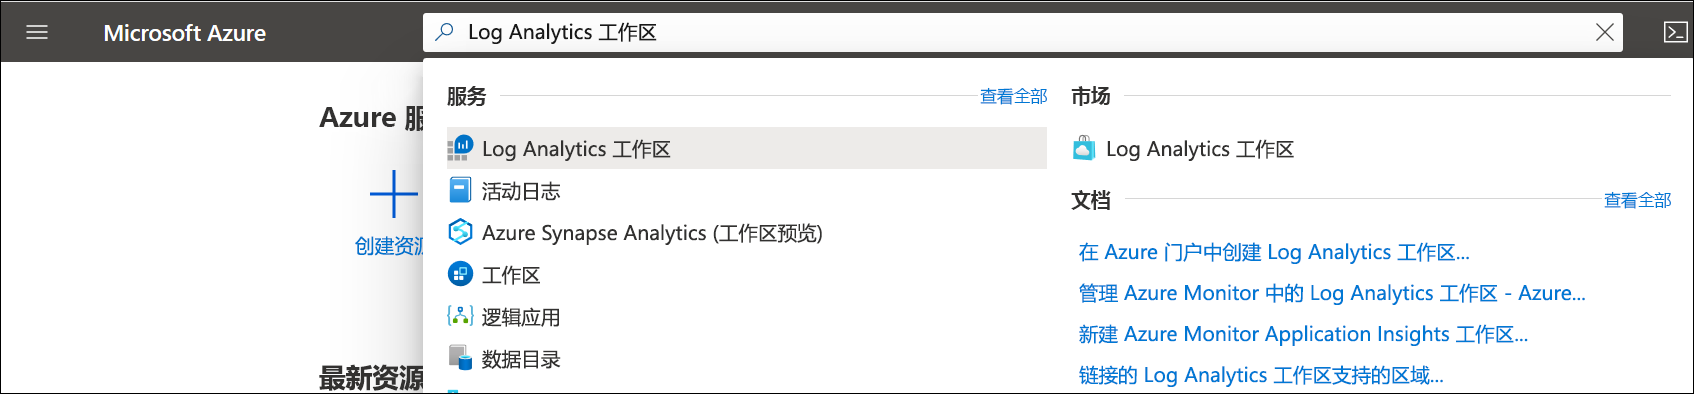 Microsoft Azure
Log Analytics 工作区
Azure 服
创建资源
最新资源
服务
查看全部
Log Analytics 工作区
活动日志
Azure Synapse Analytics (工作区预览)
工作区
逻辑应用
数据目录
市场
Log Analytics 工作区
文档
查看全部
在 Azure 门户中创建 Log Analytics 工作区...
管理 Azure Monitor 中的 Log Analytics 工作区 - Azure...
新建 Azure Monitor Application Insights 工作区...
链接的 Log Analytics 工作区支持的区域...